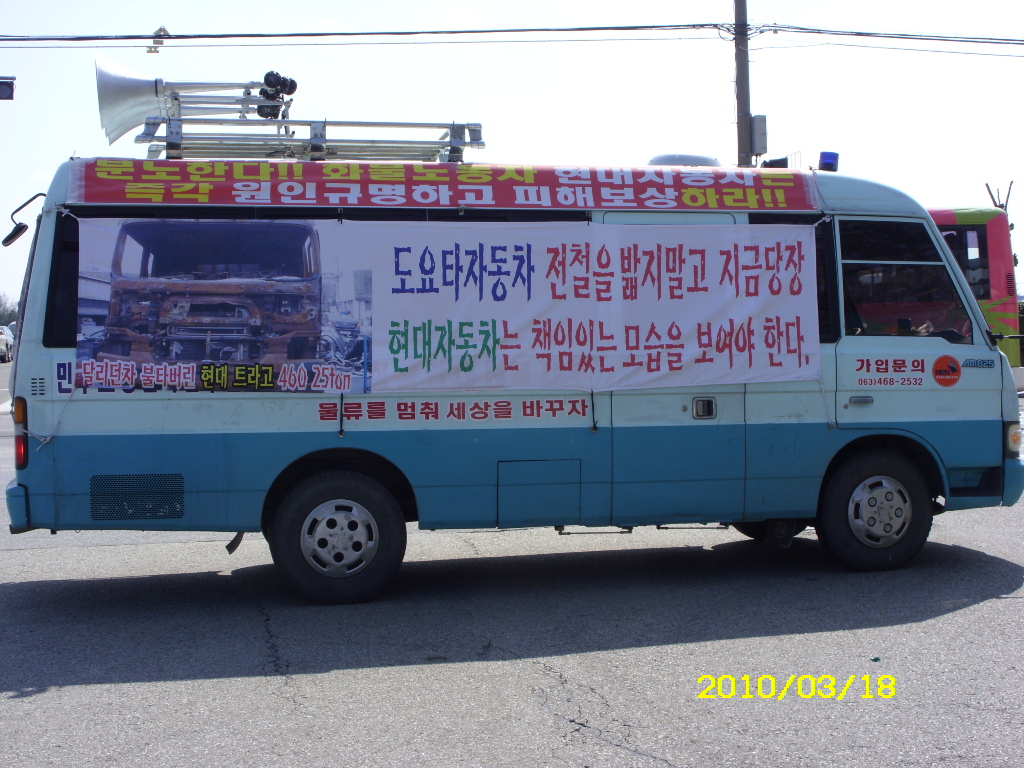 분노한다!! 화물노동자 현대자동차는
즉각 원인규명하고 피해보상하라!!
도요타자동차 전철을 밟지말고 지금당장
현대자동차는 책임있는 모습을 보여야 한다.
민 달리던차 불타버린 현대 트라고 460 25ton
물류를 멈춰 세상을 바꾸자
가입문의
063)468-2532
AM825
2010/03/18